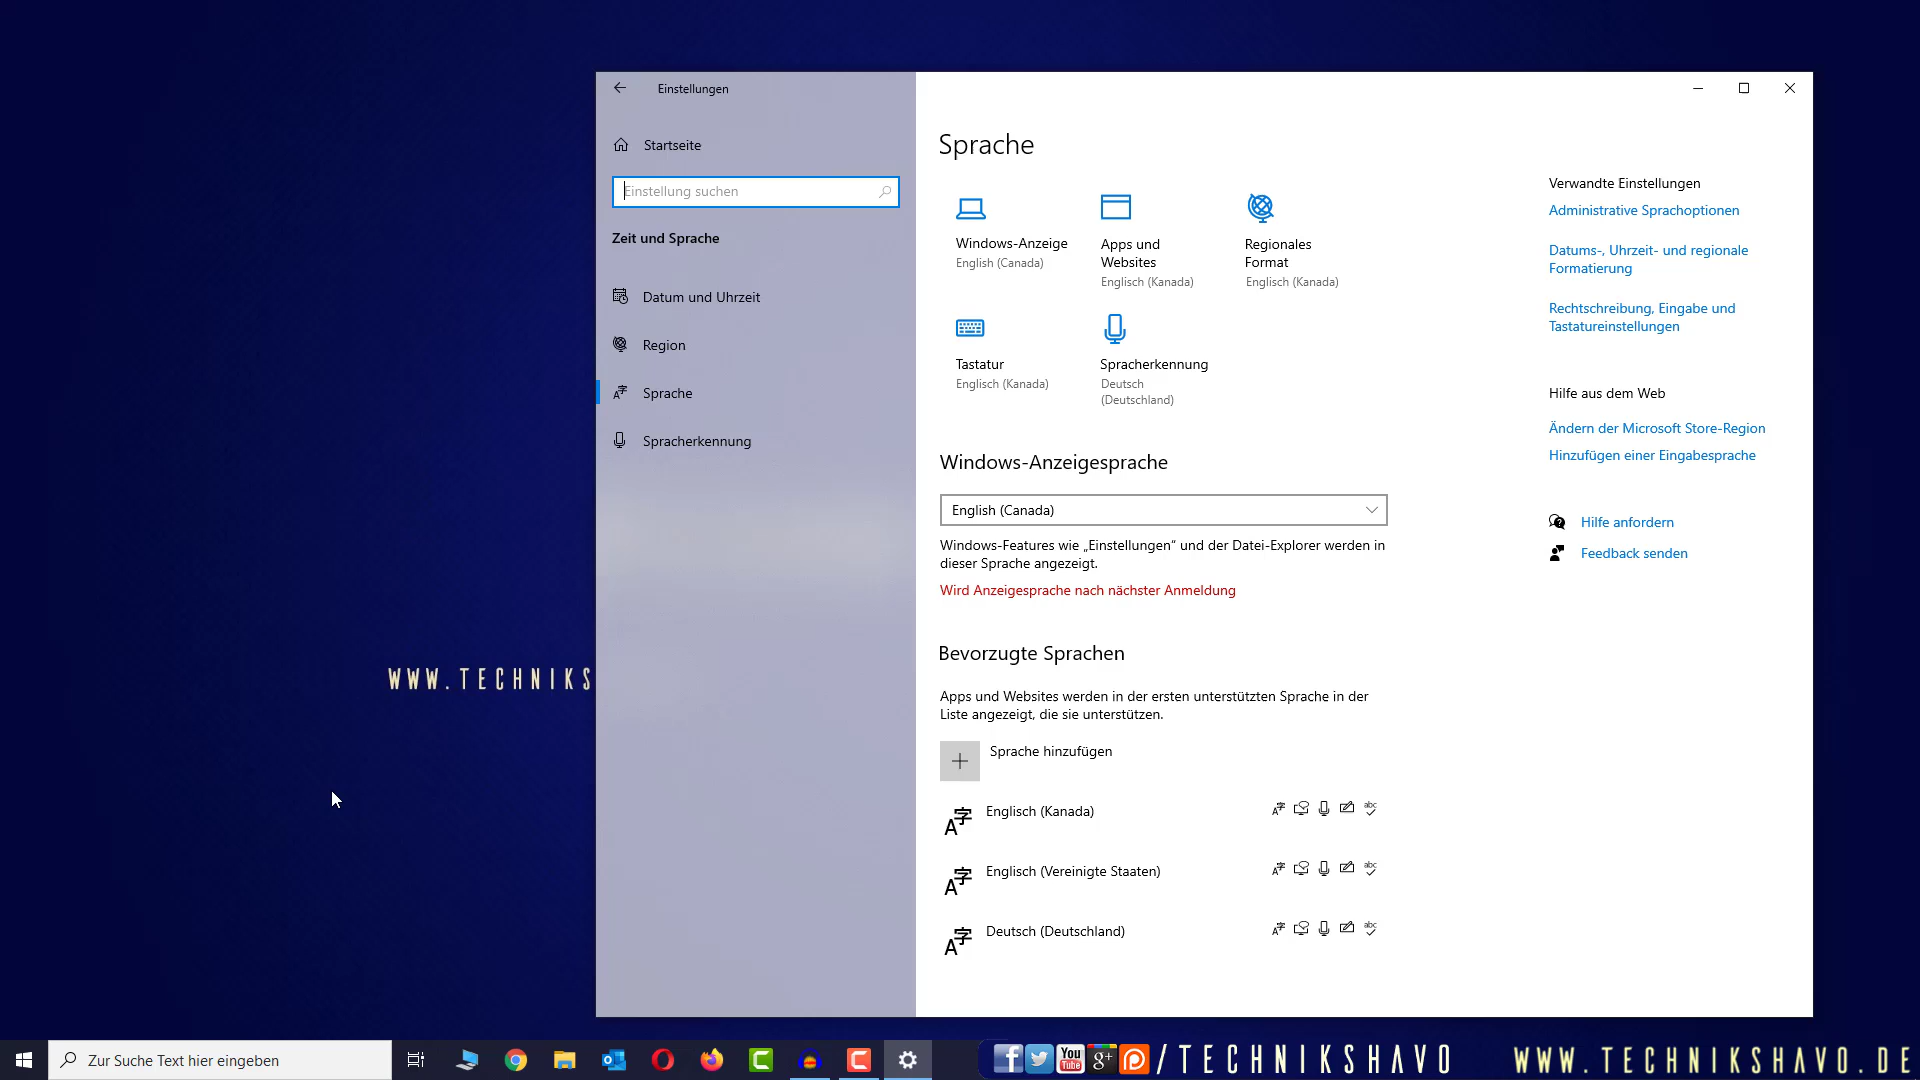 Einstellungen
Startseite
Einstellung suchen
Zeit und Sprache
Datum und Uhrzeit
Region
Sprache
Spracherkennung
Sprache
Windows-Anzeige
English (Canada)
Apps und
Websites
Englisch (Kanada)
Regionales
Format
Englisch (Kanada)
Tastatur
Englisch (Kanada)
Spracherkennung
Deutsch
(Deutschland)
Windows-Anzeigesprache
English (Canada)
Windows-Features wie „Einstellungen“ und der Datei-Explorer werden in
dieser Sprache angezeigt.
Wird Anzeigesprache nach nächster Anmeldung
Bevorzugte Sprachen
Apps und Websites werden in der ersten unterstützten Sprache in der
Liste angezeigt, die sie unterstützen.
Sprache hinzufügen
Englisch (Kanada)
Englisch (Vereinigte Staaten)
Deutsch (Deutschland)
Verwandte Einstellungen
Administrative Sprachoptionen
Datums-, Uhrzeit- und regionale
Formatierung
Rechtschreibung, Eingabe und
Tastatureinstellungen
Hilfe aus dem Web
Ändern der Microsoft Store-Region
Hinzufügen einer Eingabesprache
Hilfe anfordern
Feedback senden
WWW.TECHNIKS
Zur Suche Text hier eingeben
You
Tube
g+
/TECHNIKSHAVO
WWW.TECHNIKSHAVO.DE